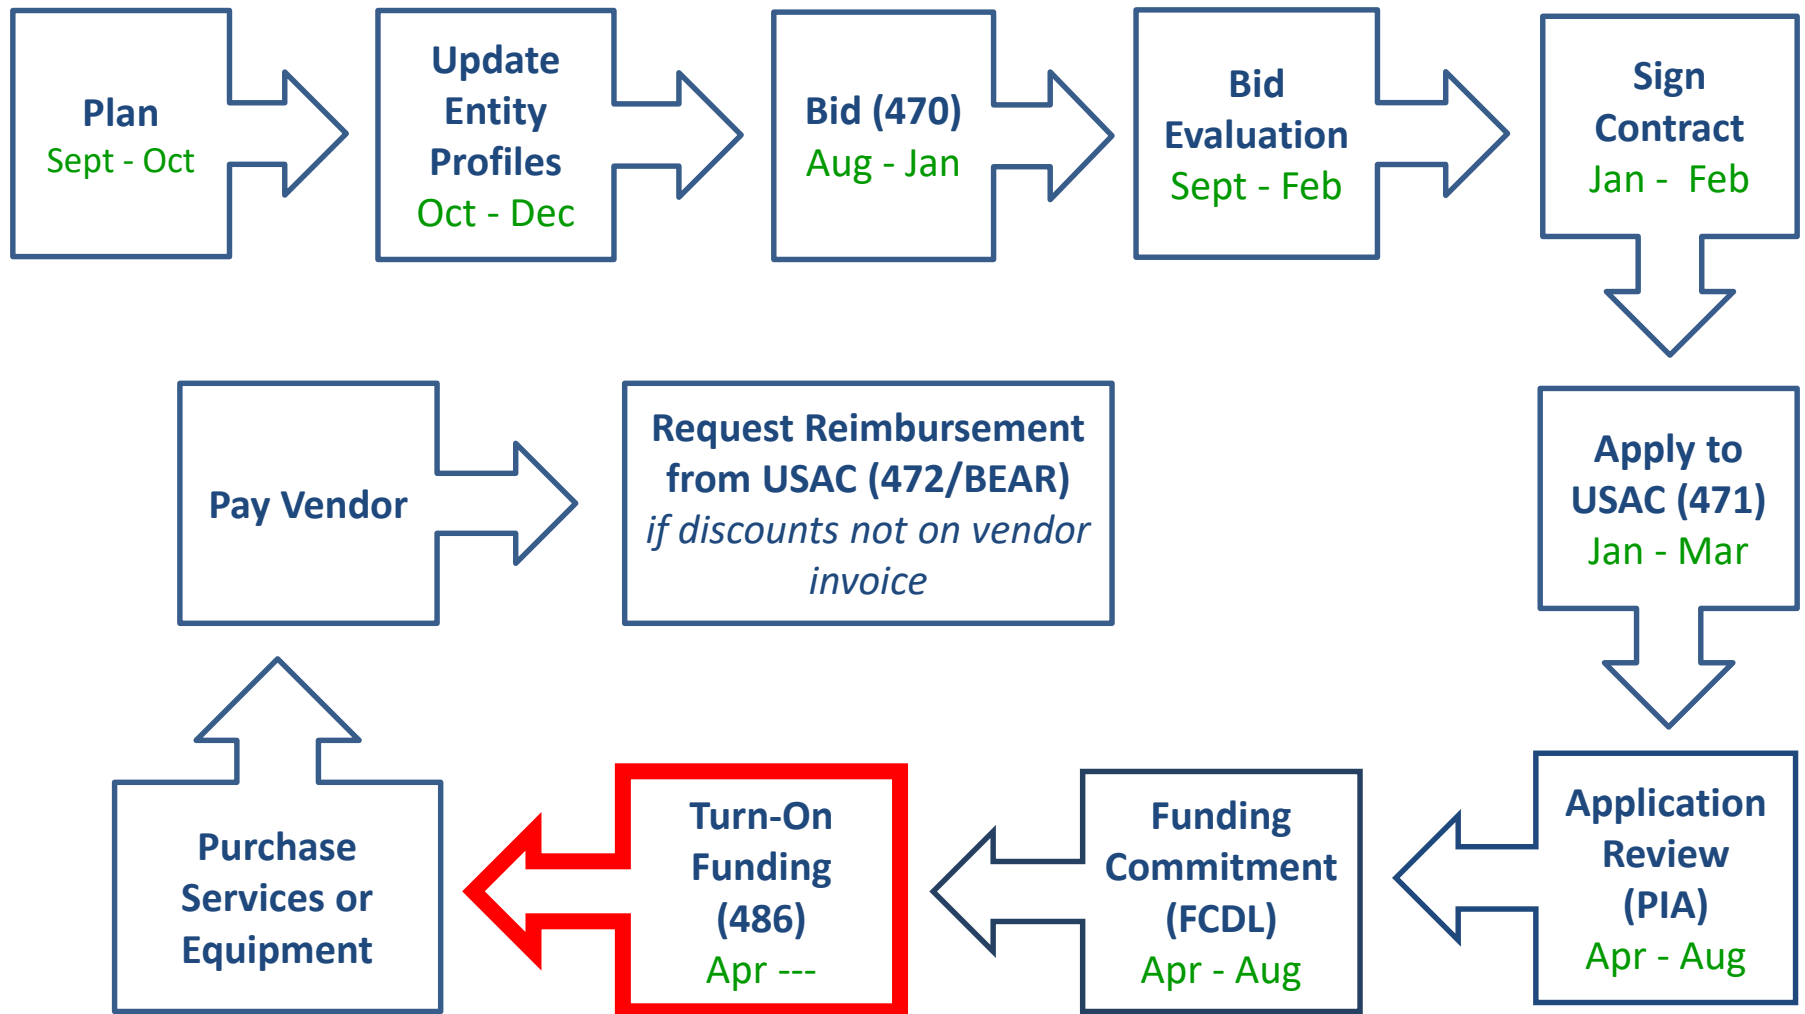 Plan
Sept - Oct
Update
Entity
Profiles
Oct - Dec
Bid (470)
Aug - Jan
Bid
Evaluation
Sept - Feb
Sign
Contract
Jan -  Feb
Apply to
USAC (471)
Jan - Mar
Application
Review
(PIA)
Apr - Aug
Funding
Commitment
(FCDL)
Apr - Aug
Turn-On
Funding
(486)
Apr ---
Purchase
Services or
Equipment
Pay Vendor
Request Reimbursement
from USAC (472/BEAR)
if discounts not on vendor
invoice